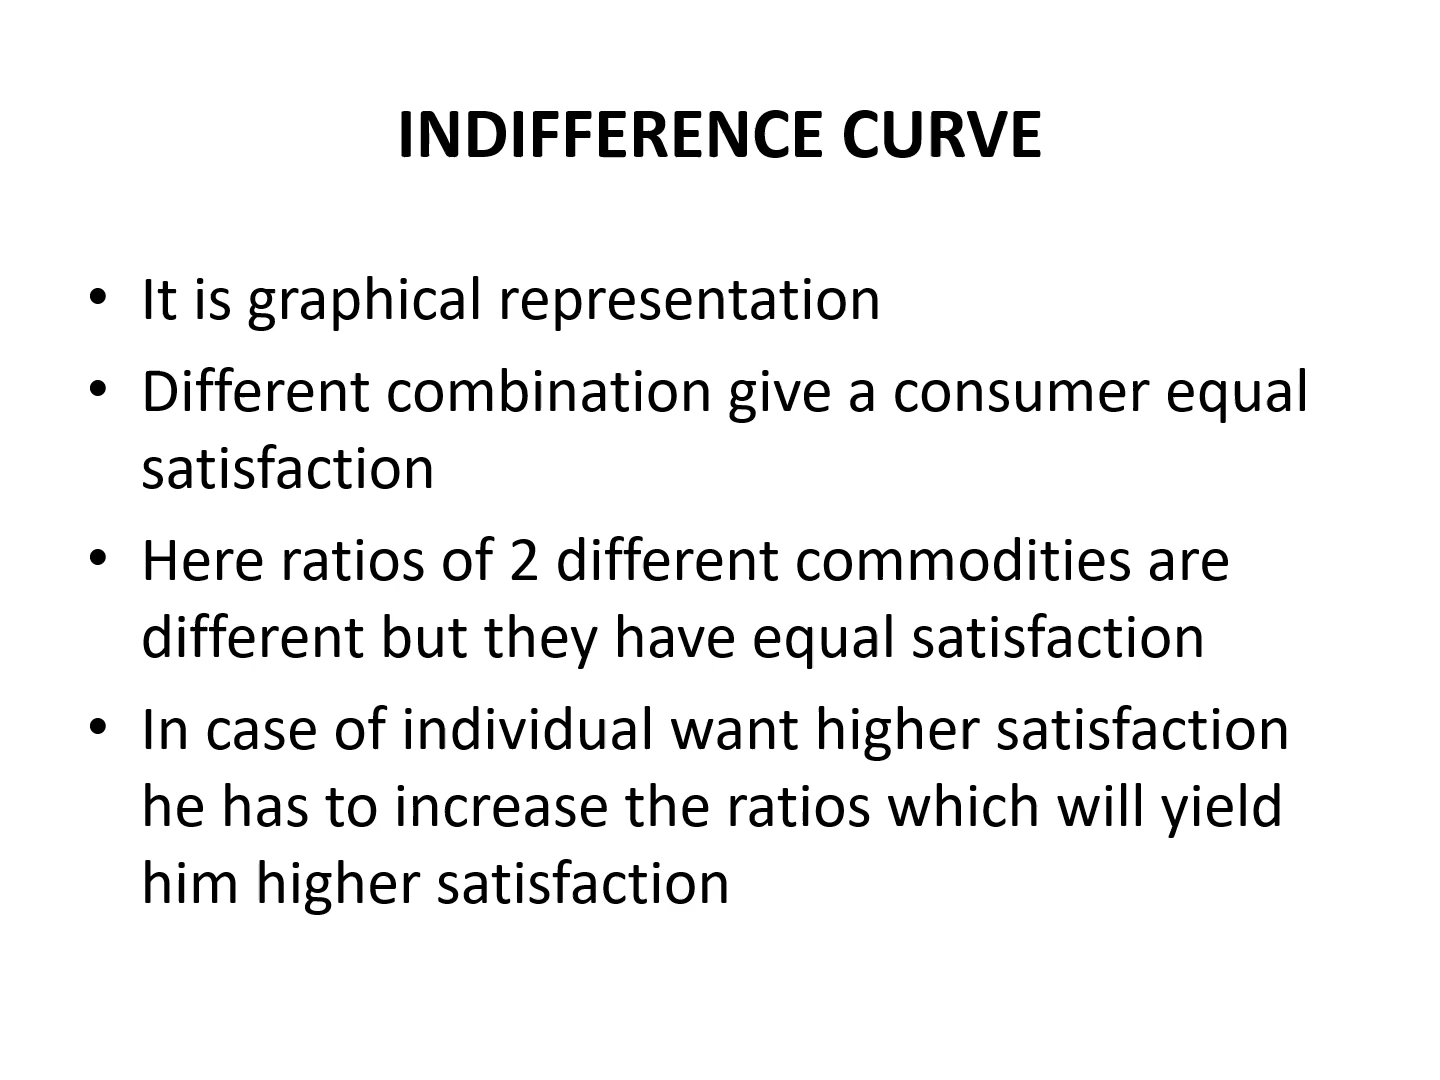 INDIFFERENCE CURVE
• It is graphical representation
• Different combination give a consumer equal
satisfaction
• Here ratios of 2 different commodities are
different but they have equal satisfaction
• In case of individual want higher satisfaction
he has to increase the ratios which will yield
him higher satisfaction